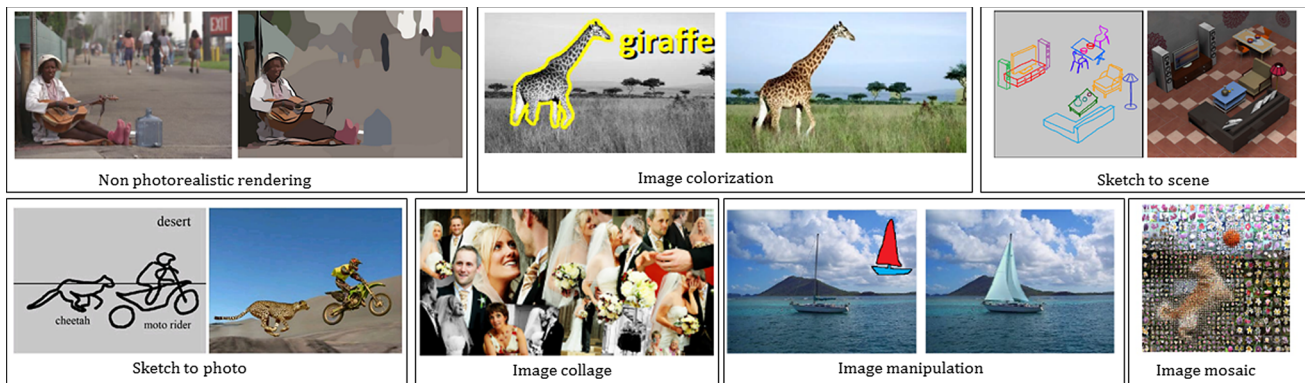 EXIT
giraffe
Non photorealistic rendering
Image colorization
Sketch to scene
desert
cheetah
moto rider
Sketch to photo
Image collage
Image manipulation
Image mosaic